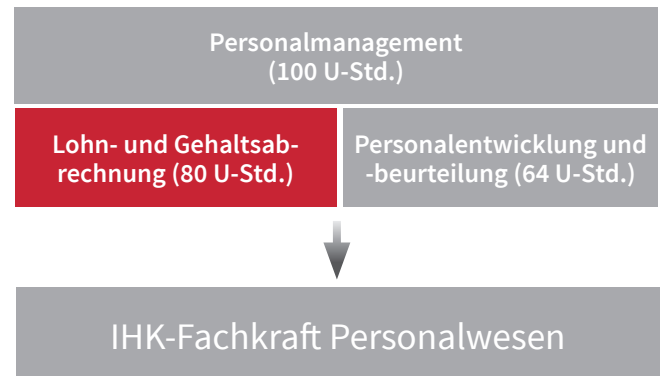 Personalmanagement
(100 U-Std.)
Lohn- und Gehaltsab-
rechnung (80 U-Std.)
Personalentwicklung und
-beurteilung (64 U-Std.)
IHK-Fachkraft Personalwesen